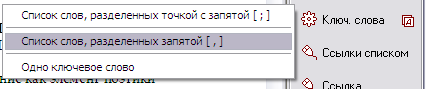 Список слов, разделенных точкой с запятой [ ; ]
Список слов, разделенных запятой [ , ]
Одно ключевое слово
ние как элемент поэтики
Ключ. слова
Ссылки списком
Ссылка